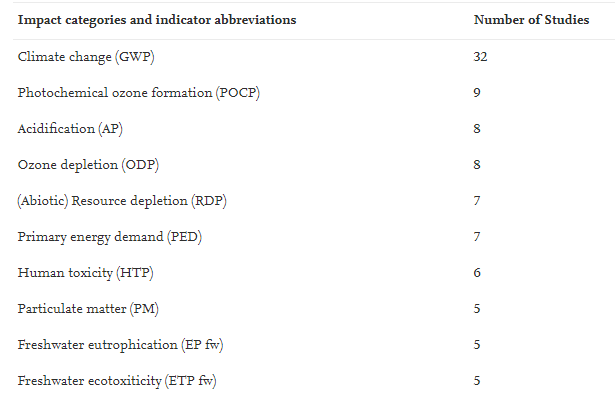 Impact categories and indicator abbreviations Number of Studies
Climate change (GWP) 32
Photochemical ozone formation (POCP) 9
Acidification (AP) 8
Ozone depletion (ODP) 8
(Abiotic) Resource depletion (RDP) 7
Primary energy demand (PED) 7
Human toxicity (HTP) 6
Particulate matter (PM) 5
Freshwater eutrophication (EP fw) 5
Freshwater ecotoxiticity (ETP fw) 5